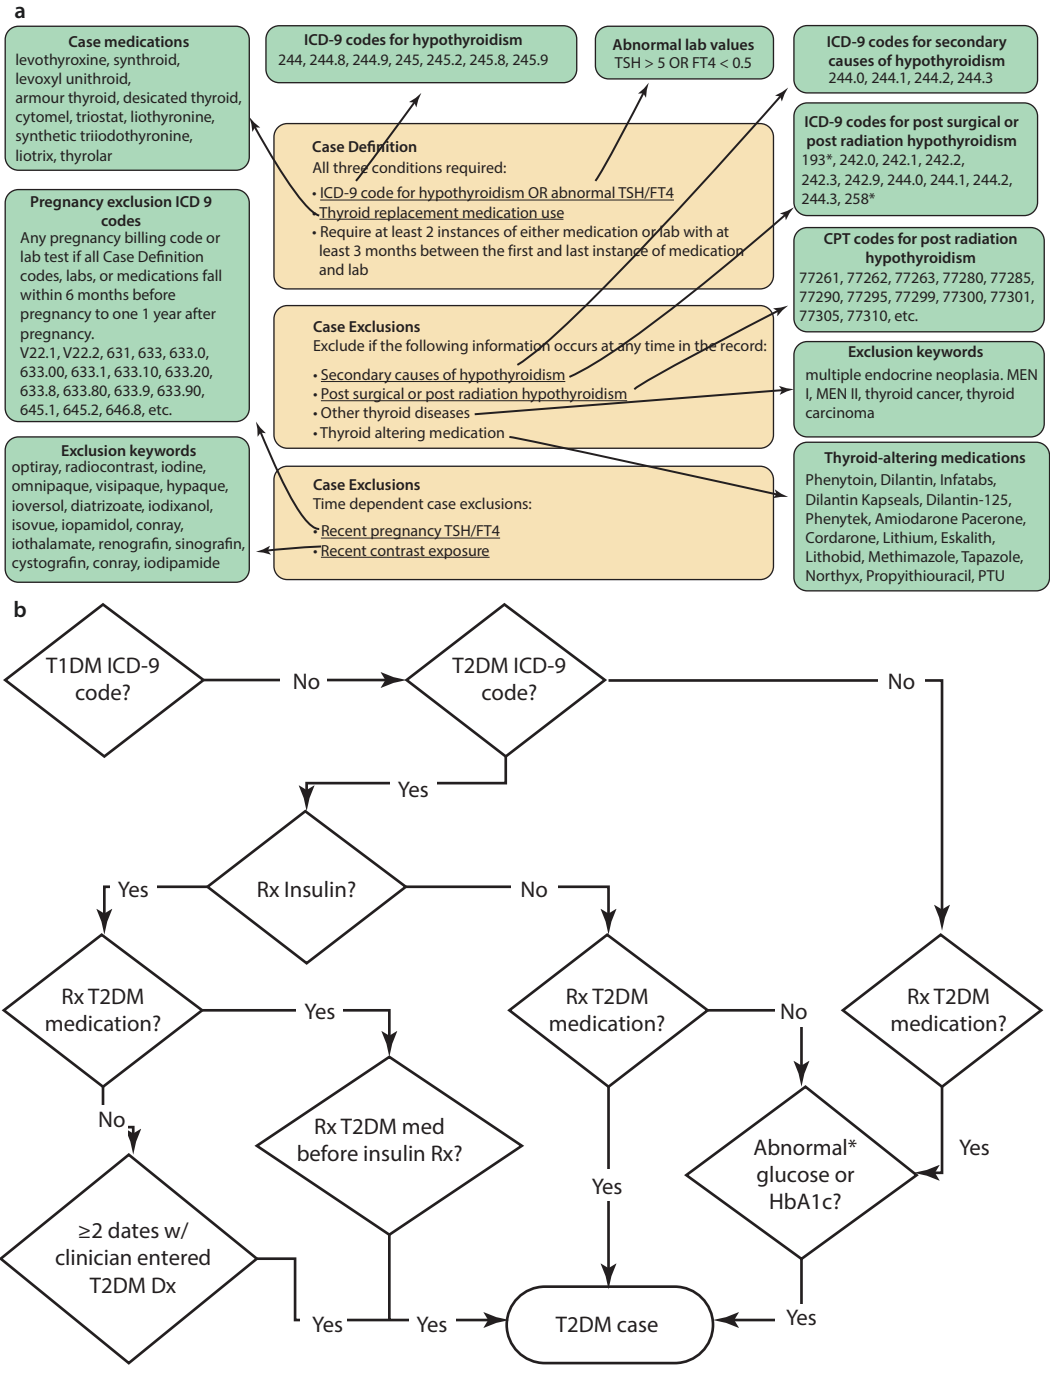 a
Case medications
levothyroxine, synthroid,
levoxyl unithroid,
armour thyroid, desicated thyroid,
cytomel, triostat, liothyronine,
synthetic triiodothyronine,
liotrix, thyrolar
ICD-9 codes for hypothyroidism
244, 244.8, 244.9, 245, 245.2, 245.8, 245.9
Abnormal lab values
TSH > 5 OR FT4 < 0.5
ICD-9 codes for secondary
causes of hypothyroidism
244.0, 244.1, 244.2, 244.3
ICD-9 codes for post surgical or
post radiation hypothyroidism
193*, 242.0, 242.1, 242.2,
242.3, 242.9, 244.0, 244.1, 244.2,
244.3, 258*
Case Definition
All three conditions required:
• ICD-9 code for hypothyroidism OR abnormal TSH/FT4
• Thyroid replacement medication use
• Require at least 2 instances of either medication or lab with at
least 3 months between the first and last instance of medication
and lab
Pregnancy exclusion ICD 9
codes
Any pregnancy billing code or
lab test if all Case Definition
codes, labs, or medications fall
within 6 months before
pregnancy to one 1 year after
pregnancy.
V22.1, V22.2, 631, 633, 633.0,
633.00, 633.1, 633.10, 633.20,
633.8, 633.80, 633.9, 633.90,
645.1, 645.2, 646.8, etc.
CPT codes for post radiation
hypothyroidism
77261, 77262, 77263, 77280, 77285,
77290, 77295, 77299, 77300, 77301,
77305, 77310, etc.
Case Exclusions
Exclude if the following information occurs at any time in the record:
• Secondary causes of hypothyroidism
• Post surgical or post radiation hypothyroidism
• Other thyroid diseases
• Thyroid altering medication
Exclusion keywords
multiple endocrine neoplasia. MEN
I, MEN II, thyroid cancer, thyroid
carcinoma
Exclusion keywords
optiray, radiocontrast, iodine,
omnipaque, visipaque, hypaque,
ioversol, diatrizoate, iodixanol,
isovue, iopamidol, conray,
iothalamate, renografin, sinografin,
cystografin, conray, iodipamide
Case Exclusions
Time dependent case exclusions:
• Recent pregnancy TSH/FT4
• Recent contrast exposure
Thyroid-altering medications
Phenytoin, Dilantin, Infatabs,
Dilantin Kapseals, Dilantin-125,
Phenytek, Amiodarone Pacerone,
Cordarone, Lithium, Eskalith,
Lithobid, Methimazole, Tapazole,
Northyx, Propyithiouracil, PTU
b
T1DM ICD-9
code?
No
T2DM ICD-9
code?
No
Yes
Rx Insulin?
Yes
No
Rx T2DM
medication?
Yes
Rx T2DM
medication?
No
Rx T2DM
medication?
No
Rx T2DM med
before insulin Rx?
Abnormal*
glucose or
HbA1c?
Yes
Yes
≥2 dates w/
clinician entered
T2DM Dx
Yes
Yes
T2DM case
Yes